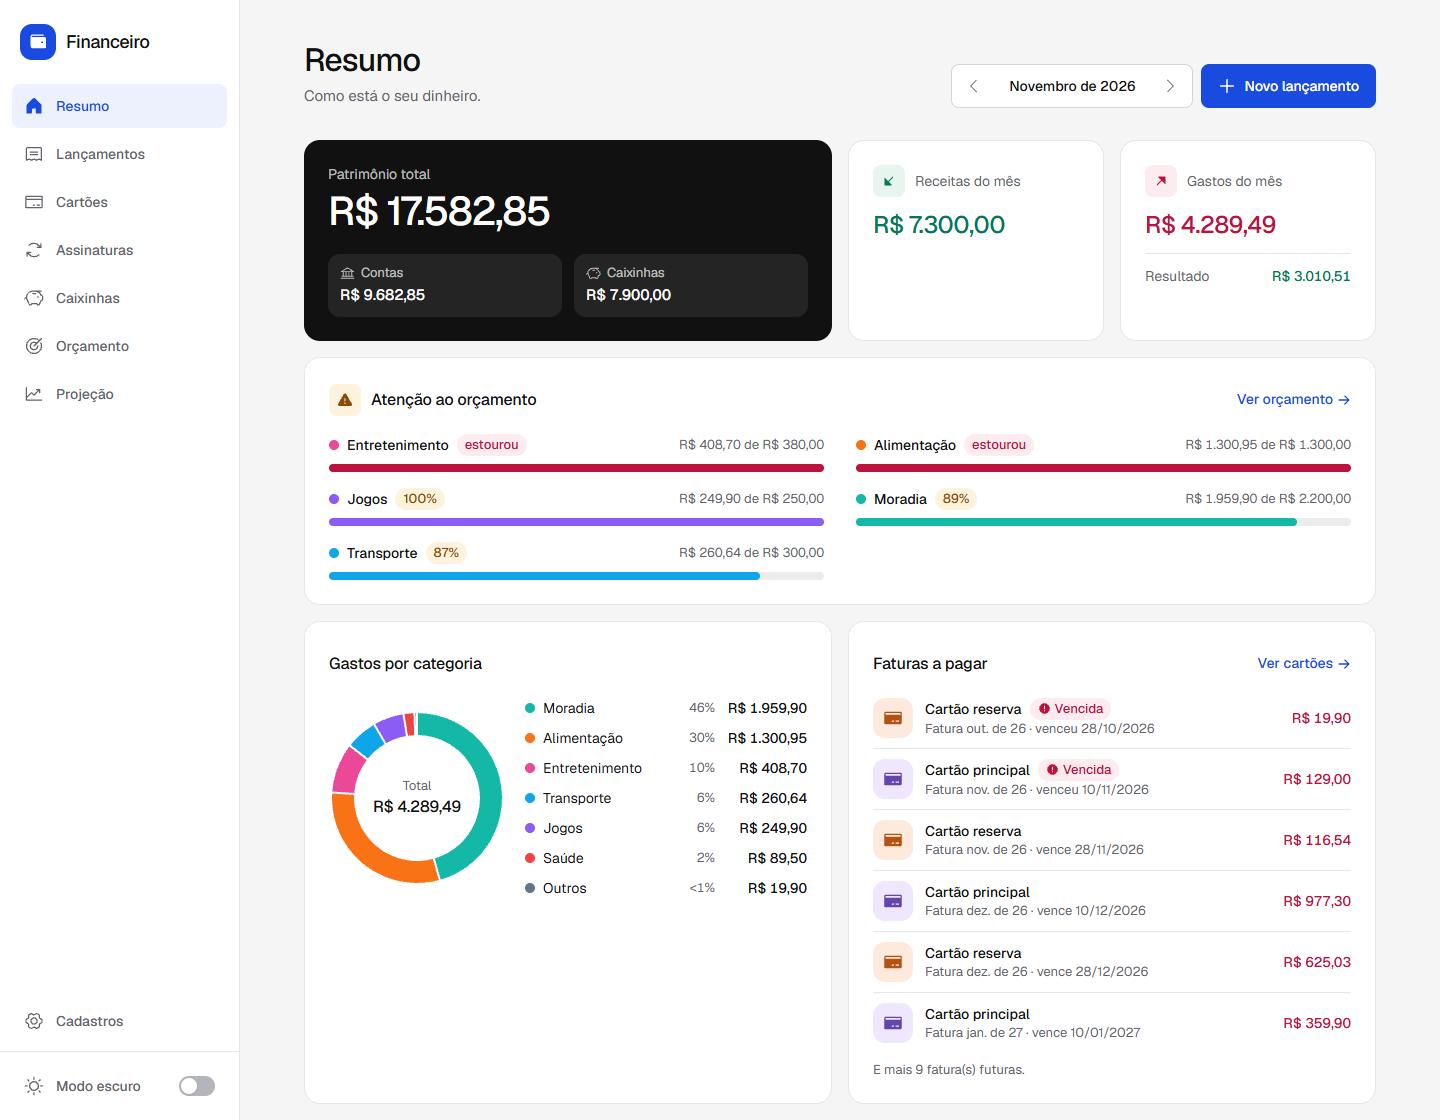 Financeiro
Resumo
Lançamentos
Cartões
Assinaturas
Caixinhas
Orçamento
Projeção
Cadastros
Modo escuro
Resumo
Como está o seu dinheiro.
Novembro de 2026
Novo lançamento
Patrimônio total
R$ 17.582,85
Contas
R$ 9.682,85
Caixinhas
R$ 7.900,00
Receitas do mês
R$ 7.300,00
Gastos do mês
R$ 4.289,49
Resultado R$ 3.010,51
Atenção ao orçamento
Ver orçamento →
Entretenimento estourou R$ 408,70 de R$ 380,00
Alimentação estourou R$ 1.300,95 de R$ 1.300,00
Jogos 100% R$ 249,90 de R$ 250,00
Moradia 89% R$ 1.959,90 de R$ 2.200,00
Transporte 87% R$ 260,64 de R$ 300,00
Gastos por categoria
Total
R$ 4.289,49
Moradia 46% R$ 1.959,90
Alimentação 30% R$ 1.300,95
Entretenimento 10% R$ 408,70
Transporte 6% R$ 260,64
Jogos 6% R$ 249,90
Saúde 2% R$ 89,50
Outros <1% R$ 19,90
Faturas a pagar
Ver cartões →
Cartão reserva Vencida
Fatura out. de 26 · venceu 28/10/2026
R$ 19,90
Cartão principal Vencida
Fatura nov. de 26 · venceu 10/11/2026
R$ 129,00
Cartão reserva
Fatura nov. de 26 · vence 28/11/2026
R$ 116,54
Cartão principal
Fatura dez. de 26 · vence 10/12/2026
R$ 977,30
Cartão reserva
Fatura dez. de 26 · vence 28/12/2026
R$ 625,03
Cartão principal
Fatura jan. de 27 · vence 10/01/2027
R$ 359,90
E mais 9 fatura(s) futuras.